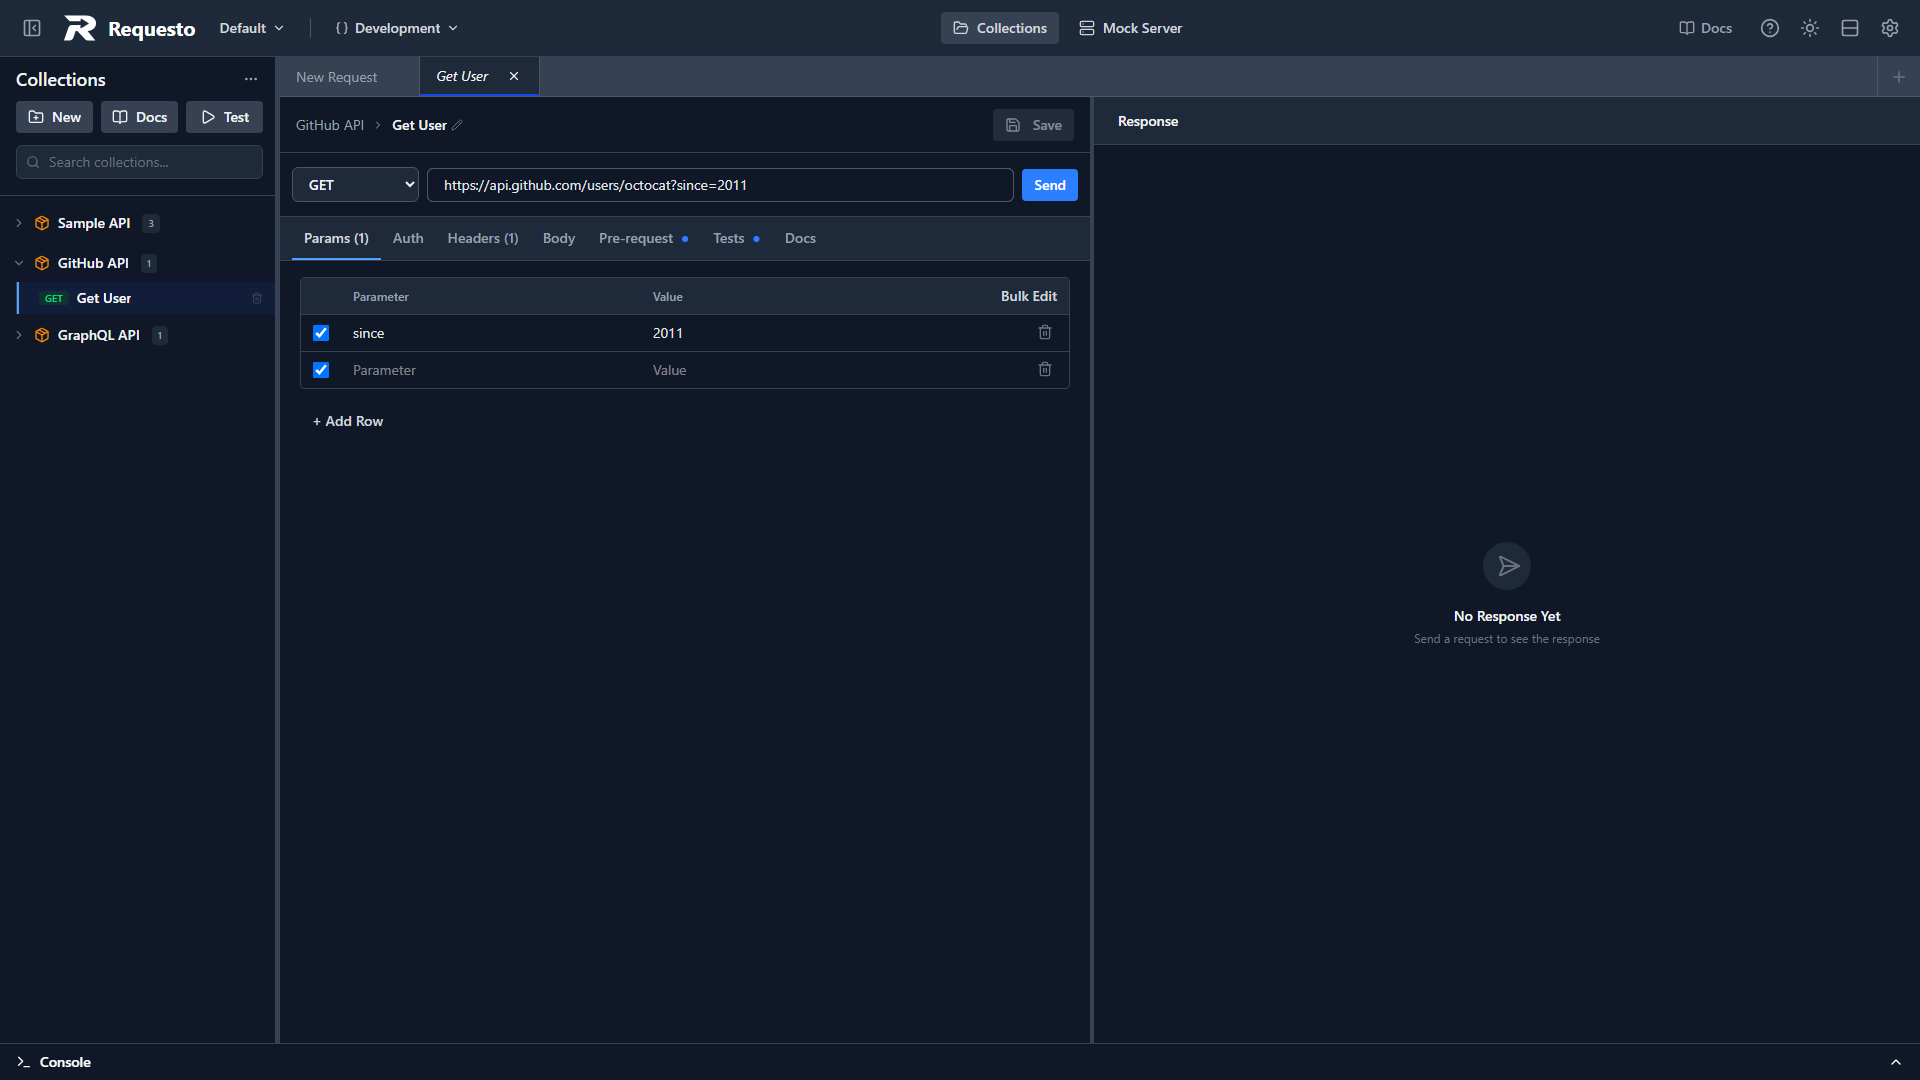 Requesto
Default
{ } Development
Collections
Mock Server
Docs
Collections
New
Docs
Test
Search collections...
Sample API 3
GitHub API 1
GET Get User
GraphQL API 1
New Request
Get User
GitHub API > Get User
Save
GET
https://api.github.com/users/octocat?since=2011
Send
Params (1)
Auth
Headers (1)
Body
Pre-request
Tests
Docs
Parameter
Value
Bulk Edit
since
2011
Parameter
Value
+ Add Row
Response
No Response Yet
Send a request to see the response
Console